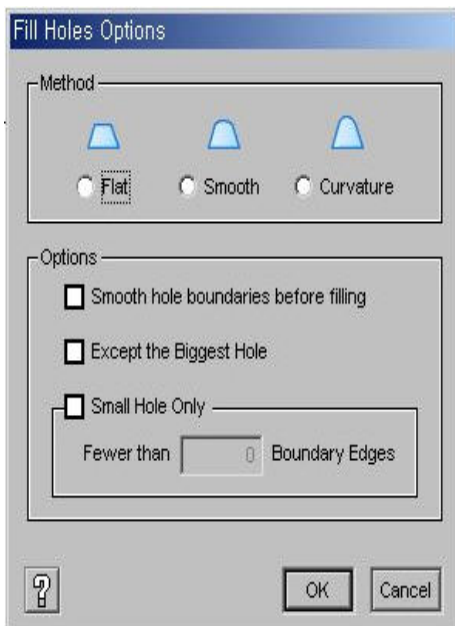 Fill Holes Options
Method
Flat Smooth Curvature
Options
Smooth hole boundaries before filling
Except the Biggest Hole
Small Hole Only
Fewer than 0 Boundary Edges
? OK Cancel